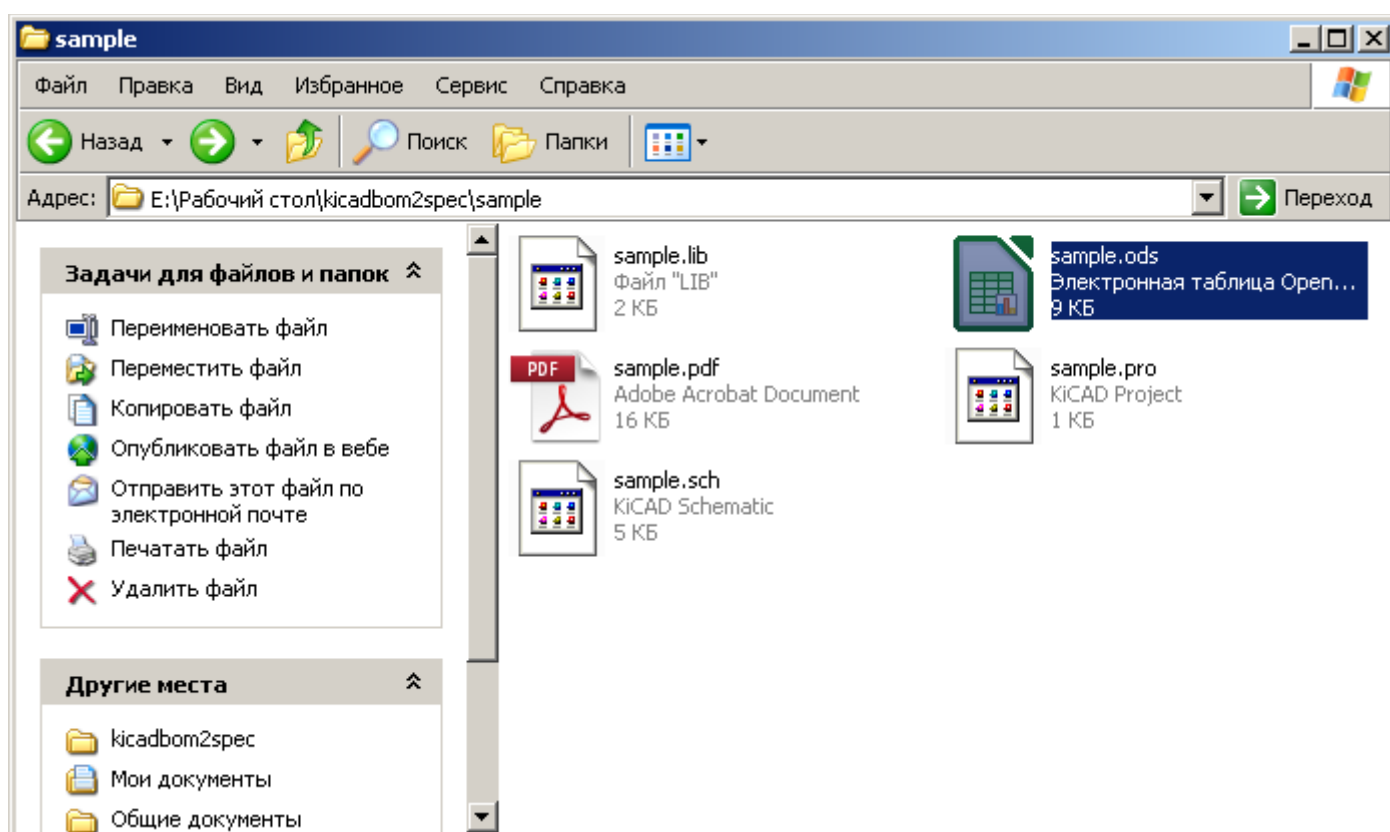 sample
Файл Правка Вид Избранное Сервис Справка
Назад Поиск Папки
Адрес: E:\Рабочий стол\kicadbom2spec\sample Переход
Задачи для файлов и папок
Переименовать файл
Переместить файл
Копировать файл
Опубликовать файл в вебе
Отправить этот файл по
электронной почте
Печатать файл
Удалить файл
Другие места
kicadbom2spec
Мои документы
Общие документы
sample.lib
Файл "LIB"
2 КБ
sample.ods
Электронная таблица Open...
9 КБ
PDF
sample.pdf
Adobe Acrobat Document
16 КБ
sample.pro
KiCAD Project
1 КБ
sample.sch
KiCAD Schematic
5 КБ